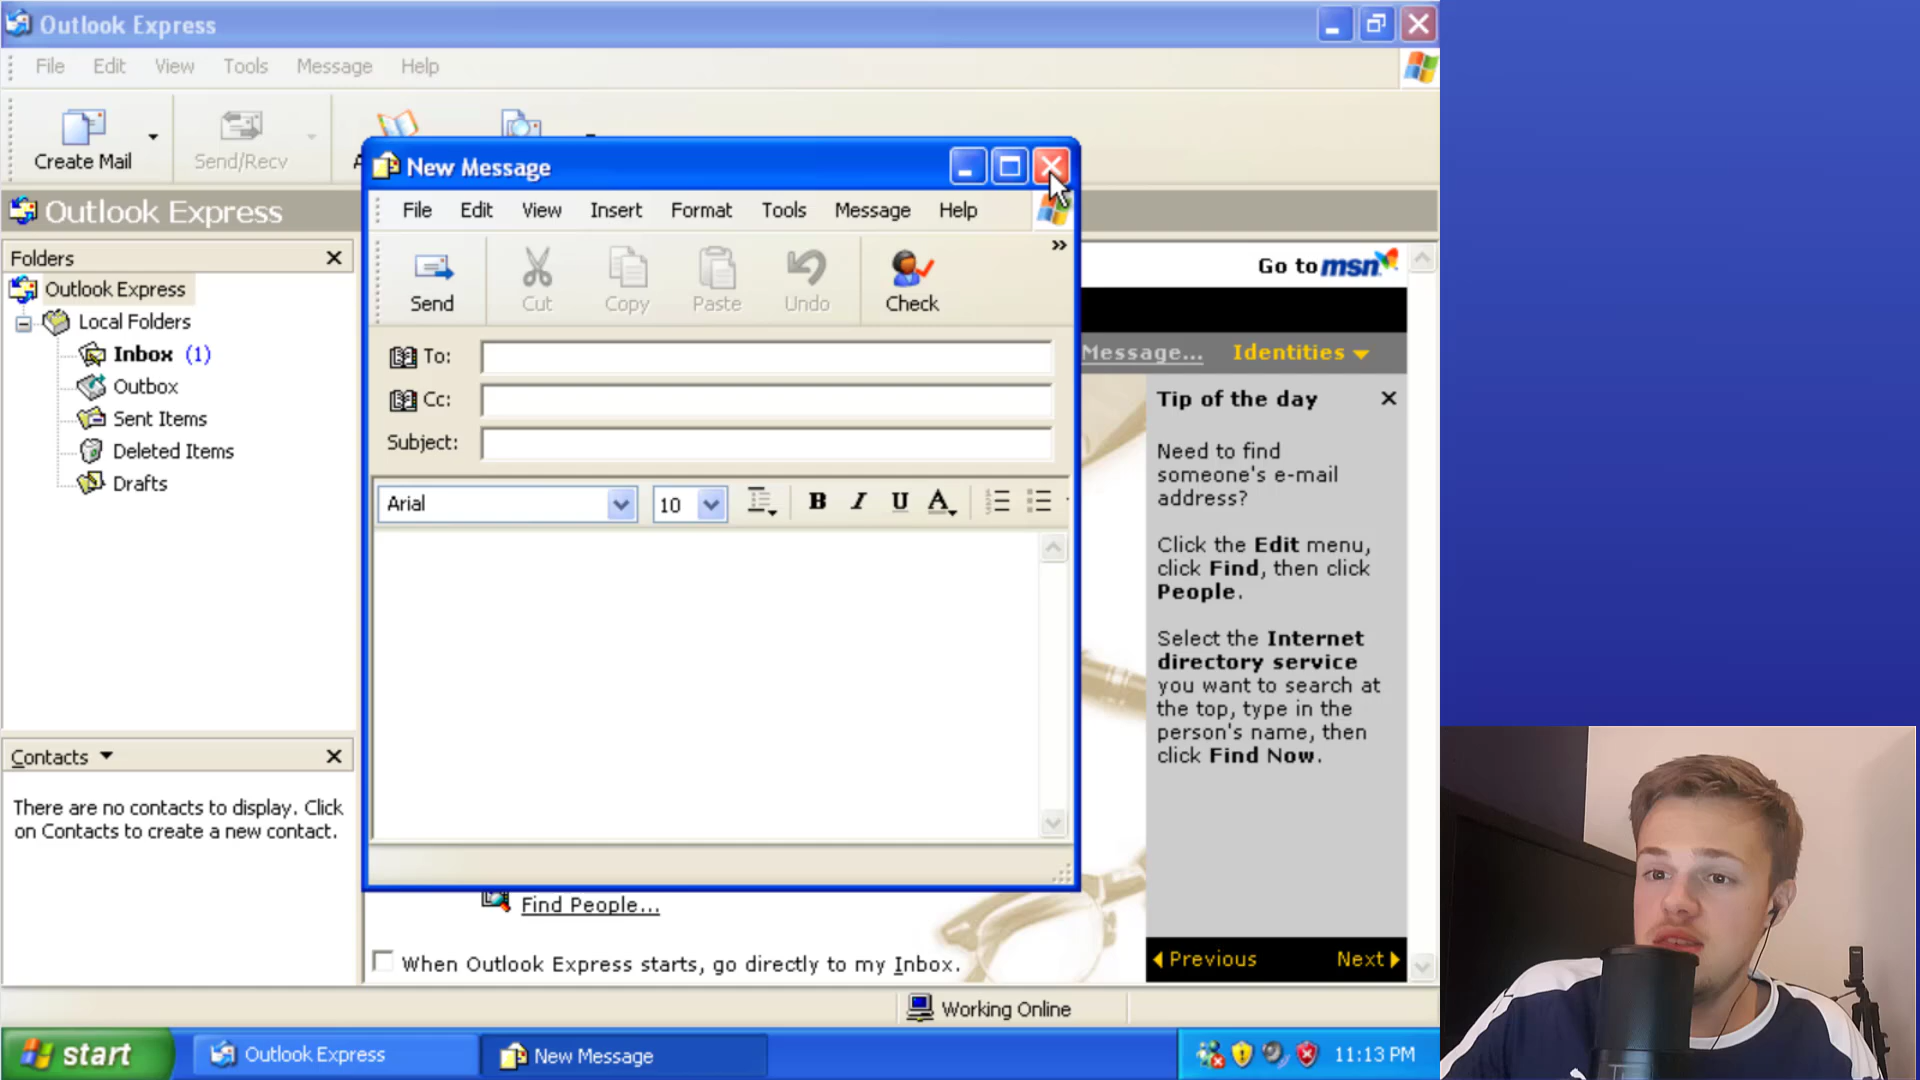 Outlook Express
File Edit View Tools Message Help
Create Mail
Send/Recv
A
Outlook Express
New Message
File Edit View Insert Format Tools Message Help
Send Cut Copy Paste Undo Check
Go to msn
Folders
Outlook Express
Local Folders
Inbox (1)
Outbox
Sent Items
Deleted Items
Drafts
To:
Cc:
Subject:
Arial 10 B I U A
Message... Identities
Tip of the day
Need to find
someone's e-mail
address?
Click the Edit menu,
click Find, then click
People.
Select the Internet
directory service
you want to search at
the top, type in the
person's name, then
click Find Now.
Previous Next
Contacts
There are no contacts to display. Click
on Contacts to create a new contact.
Find People...
When Outlook Express starts, go directly to my Inbox.
Working Online
start Outlook Express New Message 11:13 PM